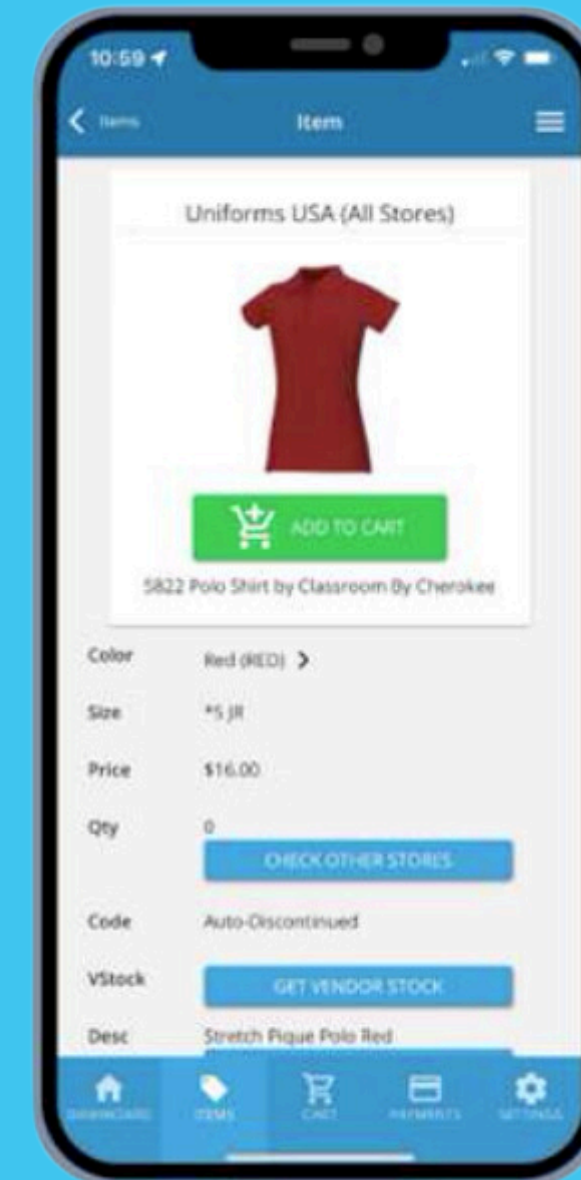 10:59
Items Item
Uniforms USA (All Stores)
ADD TO CART
5822 Polo Shirt by Classroom By Cherokee
Color Red (RED)
Size *S JR
Price $16.00
Qty 0
CHECK OTHER STORES
Code Auto-Discontinued
VStock GET VENDOR STOCK
Desc Stretch Pique Polo Red
DASHBOARD ITEMS CART PAYMENTS SETTINGS